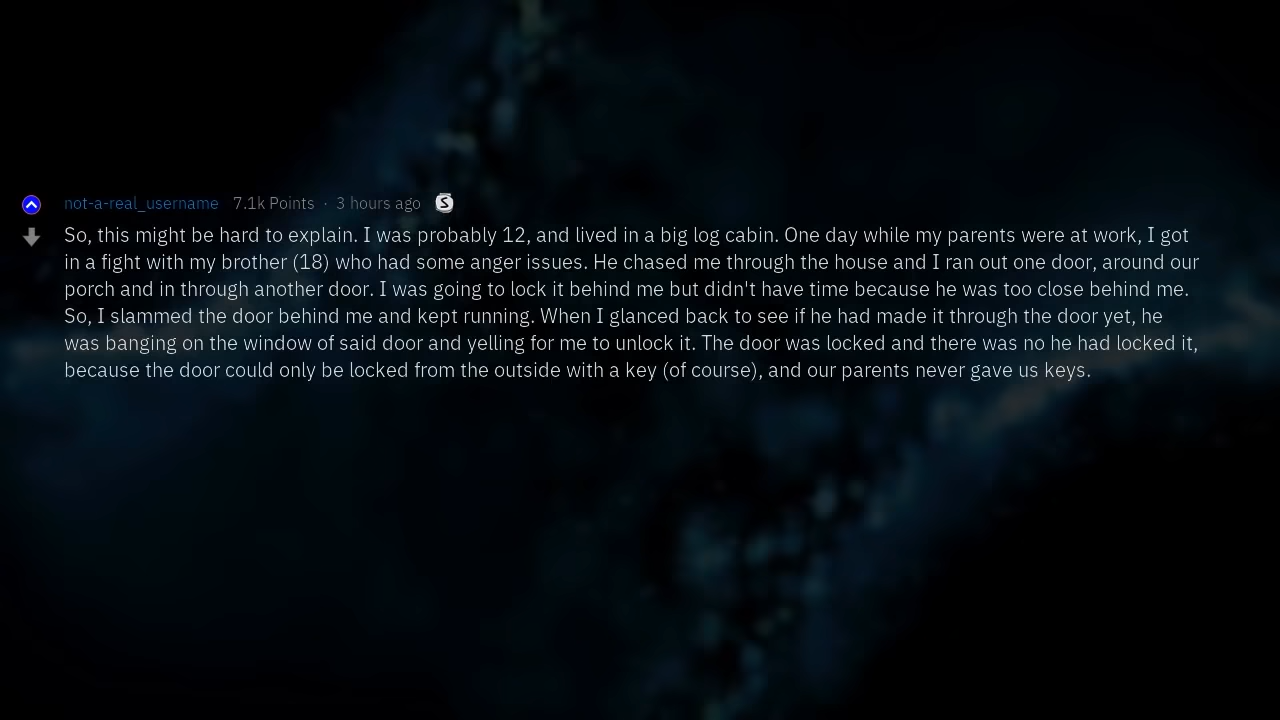 not-a-real_username 7.1k Points · 3 hours ago S
So, this might be hard to explain. I was probably 12, and lived in a big log cabin. One day while my parents were at work, I got
in a fight with my brother (18) who had some anger issues. He chased me through the house and I ran out one door, around our
porch and in through another door. I was going to lock it behind me but didn't have time because he was too close behind me.
So, I slammed the door behind me and kept running. When I glanced back to see if he had made it through the door yet, he
was banging on the window of said door and yelling for me to unlock it. The door was locked and there was no he had locked it,
because the door could only be locked from the outside with a key (of course), and our parents never gave us keys.